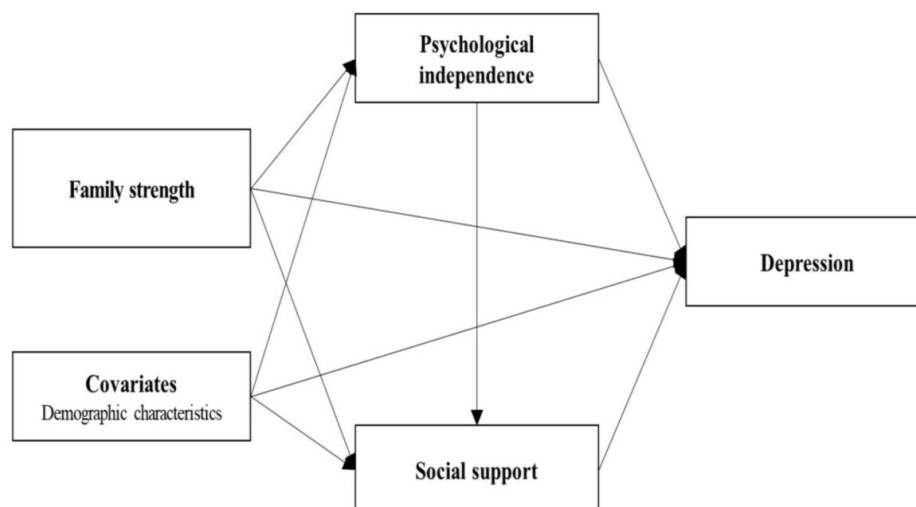 Psychological
independence
Family strength
Depression
Covariates
Demographic characteristics
Social support